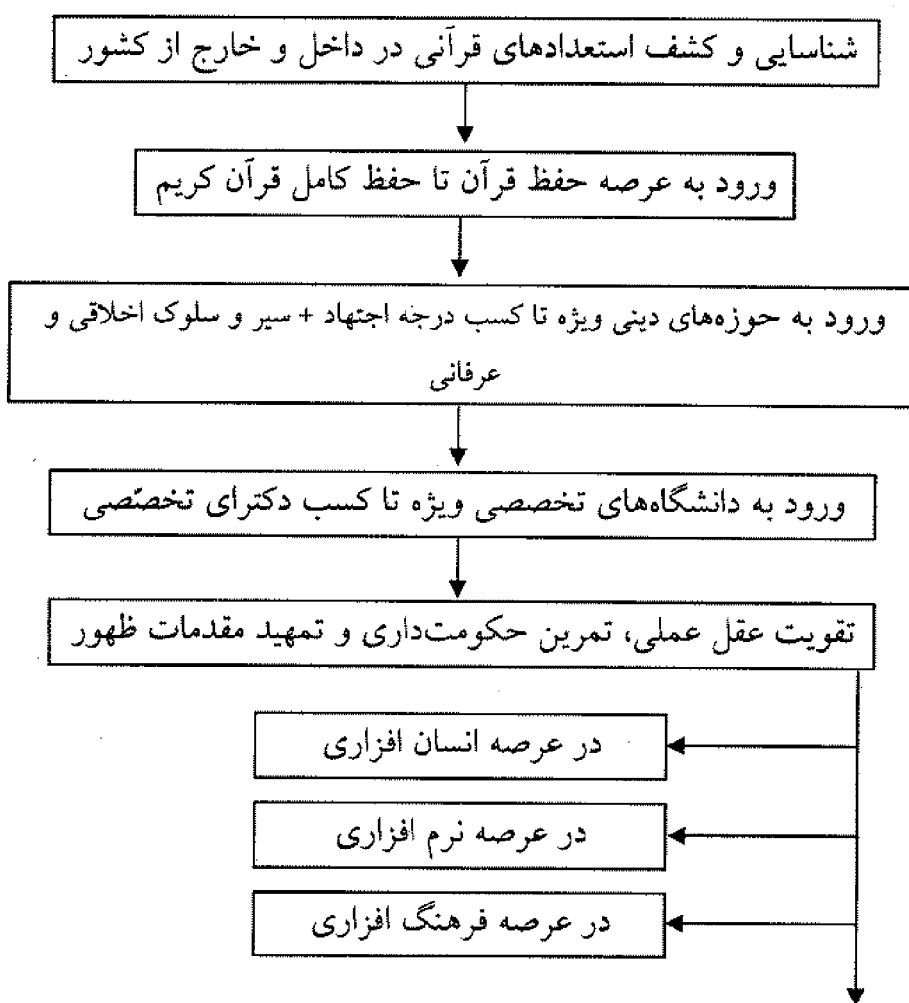 شناسایی و کشف استعدادهای قرآنی در داخل و خارج از کشور
ورود به عرصه حفظ قرآن تا حفظ کامل قرآن کریم
ورود به حوزه‌های دینی ویژه تا کسب درجه اجتهاد + سیر و سلوک اخلاقی و
عرفانی
ورود به دانشگاه‌های تخصصی ویژه تا کسب دکترای تخصّصی
تقویت عقل عملی، تمرین حکومت‌داری و تمهید مقدمات ظهور
در عرصه انسان افزاری
در عرصه نرم افزاری
در عرصه فرهنگ افزاری